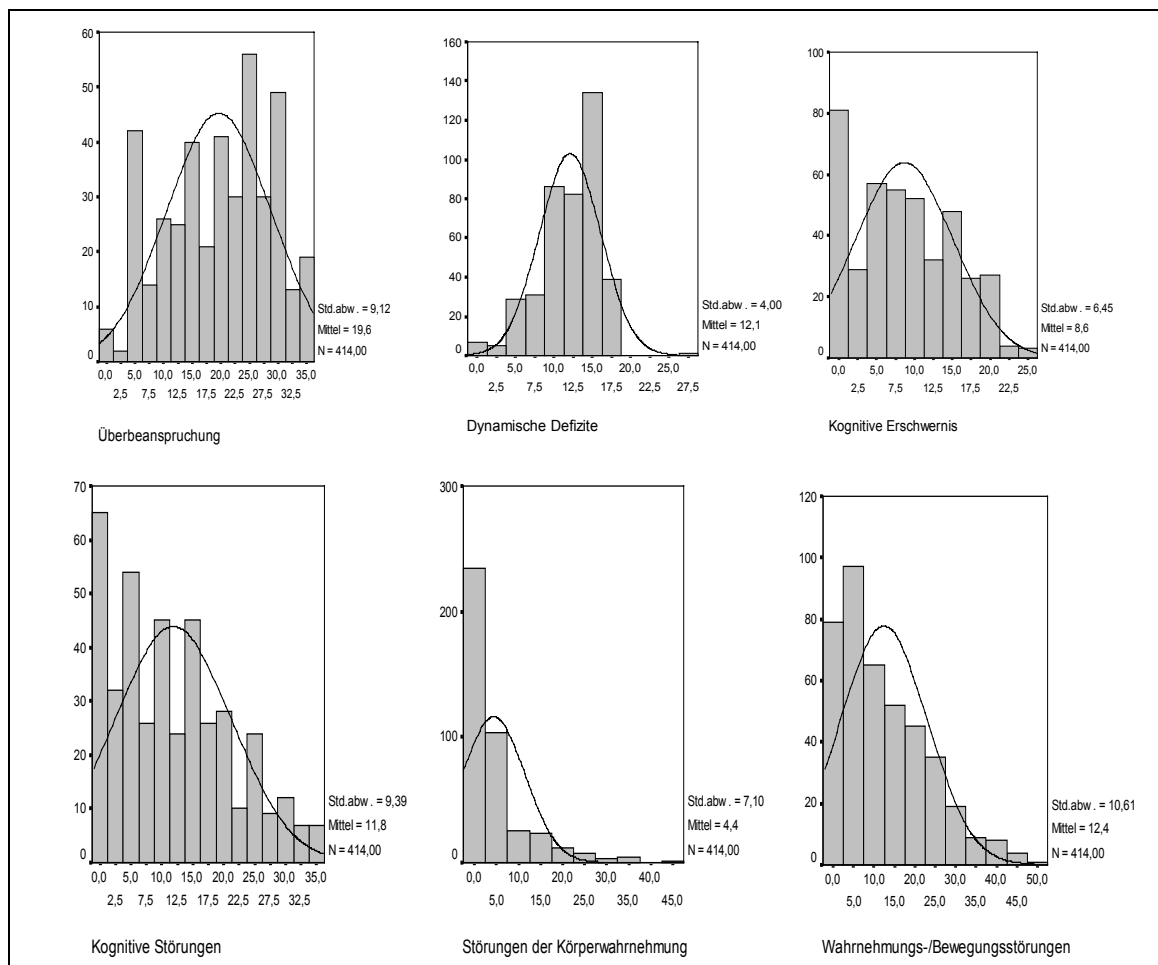 60
50
40
30
20
10
0
0,0 5,0 10,0 15,0 20,0 25,0 30,0 35,0
2,5 7,5 12,5 17,5 22,5 27,5 32,5
Std.abw . = 9,12
Mittel = 19,6
N = 414,00
Überbeanspruchung
160
140
120
100
80
60
40
20
0
0,0 5,0 10,0 15,0 20,0 25,0
2,5 7,5 12,5 17,5 22,5 27,5
Std.abw . = 4,00
Mittel = 12,1
N = 414,00
Dynamische Defizite
100
80
60
40
20
0
0,0 5,0 10,0 15,0 20,0 25,0
2,5 7,5 12,5 17,5 22,5
Std.abw . = 6,45
Mittel = 8,6
N = 414,00
Kognitive Erschwernis
70
60
50
40
30
20
10
0
0,0 5,0 10,0 15,0 20,0 25,0 30,0 35,0
2,5 7,5 12,5 17,5 22,5 27,5 32,5
Std.abw . = 9,39
Mittel = 11,8
N = 414,00
Kognitive Störungen
300
200
100
0
0,0 10,0 20,0 30,0 40,0
5,0 15,0 25,0 35,0 45,0
Std.abw . = 7,10
Mittel = 4,4
N = 414,00
Störungen der Körperwahrnehmung
120
100
80
60
40
20
0
0,0 10,0 20,0 30,0 40,0 50,0
5,0 15,0 25,0 35,0 45,0
Std.abw . = 10,61
Mittel = 12,4
N = 414,00
Wahrnehmungs-/Bewegungsstörungen